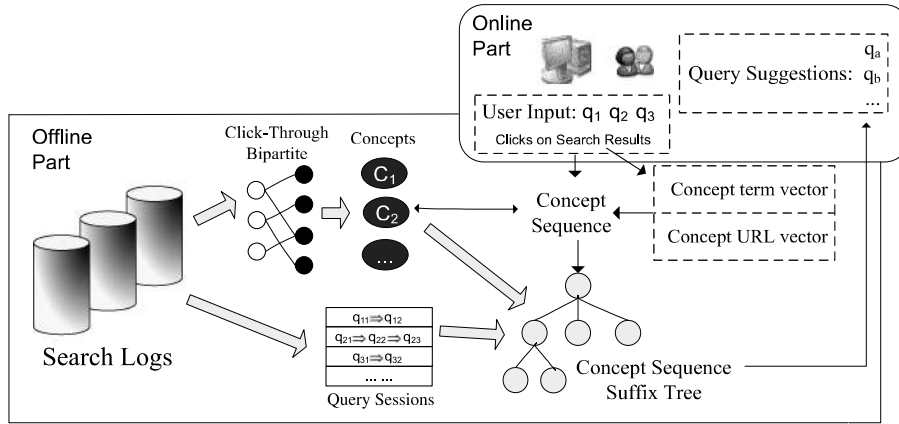 Online
Part
User Input: q1 q2 q3
Clicks on Search Results
Query Suggestions:
qa
qb
...
Offline
Part
Search Logs
Click-Through
Bipartite
Concepts
C1
C2
...
q11⇒q12
q21⇒q22⇒q23
q31⇒q32
... ...
Query Sessions
Concept
Sequence
Concept term vector
Concept URL vector
Concept Sequence
Suffix Tree